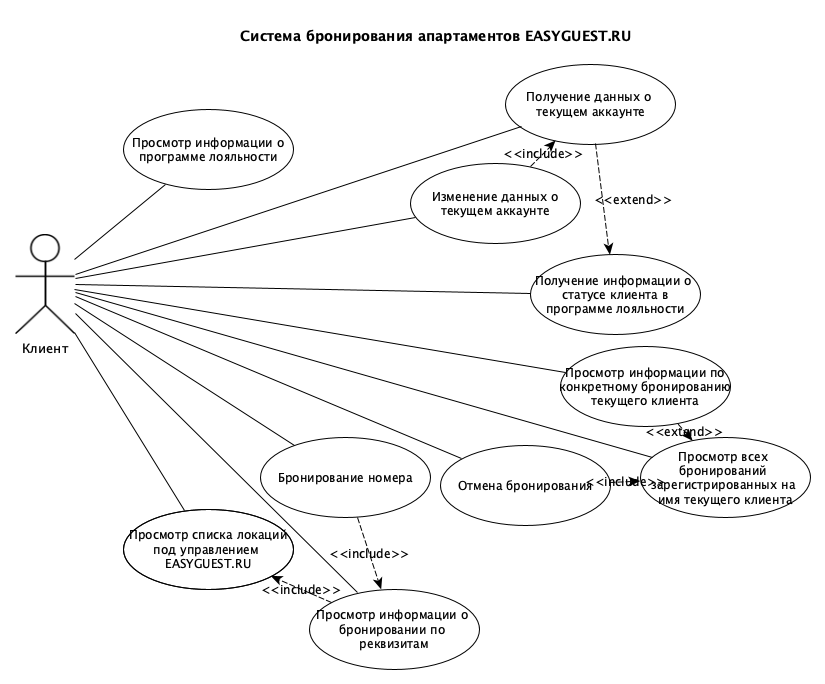 Система бронирования апартаментов EASYGUEST.RU
Получение данных о
текущем аккаунте
Просмотр информации о
программе лояльности
<<include>>
Изменение данных о
текущем аккаунте
<<extend>>
Получение информации о
статусе клиента в
программе лояльности
Клиент
Просмотр информации по
конкретному бронированию
текущего клиента
<<extend>>
Просмотр всех
бронирований
зарегистрированных на
имя текущего клиента
Бронирование номера
Отмена бронирования
<<include>>
Просмотр списка локаций
под управлением
EASYGUEST.RU
<<include>>
<<include>>
Просмотр информации о
бронировании по
реквизитам